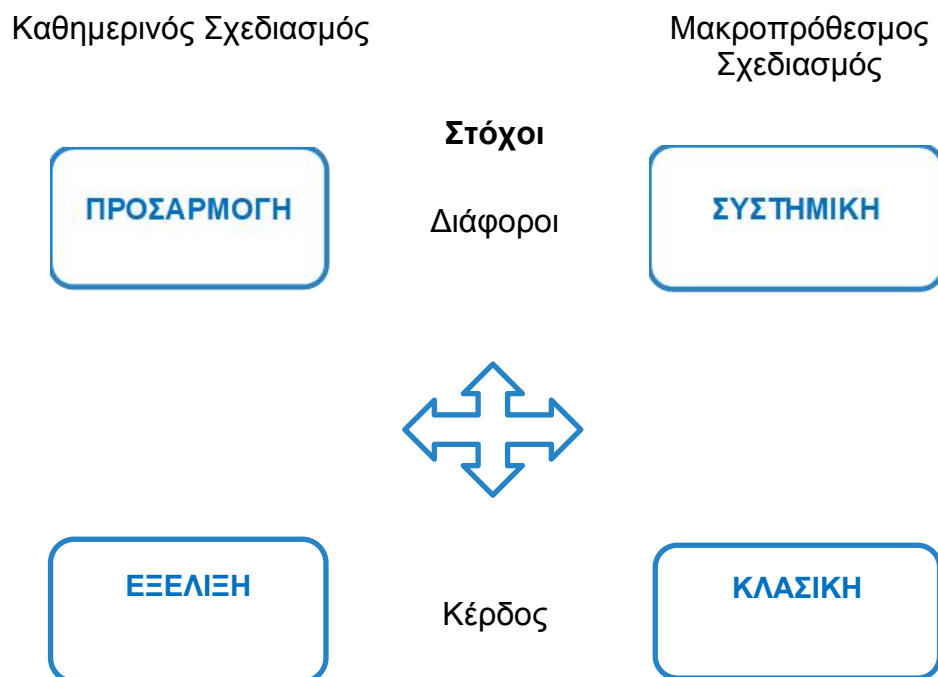 Καθημερινός Σχεδιασμός
Μακροπρόθεσμος
Σχεδιασμός
Στόχοι
ΠΡΟΣΑΡΜΟΓΗ
Διάφοροι
ΣΥΣΤΗΜΙΚΗ
ΕΞΕΛΙΞΗ
Κέρδος
ΚΛΑΣΙΚΗ